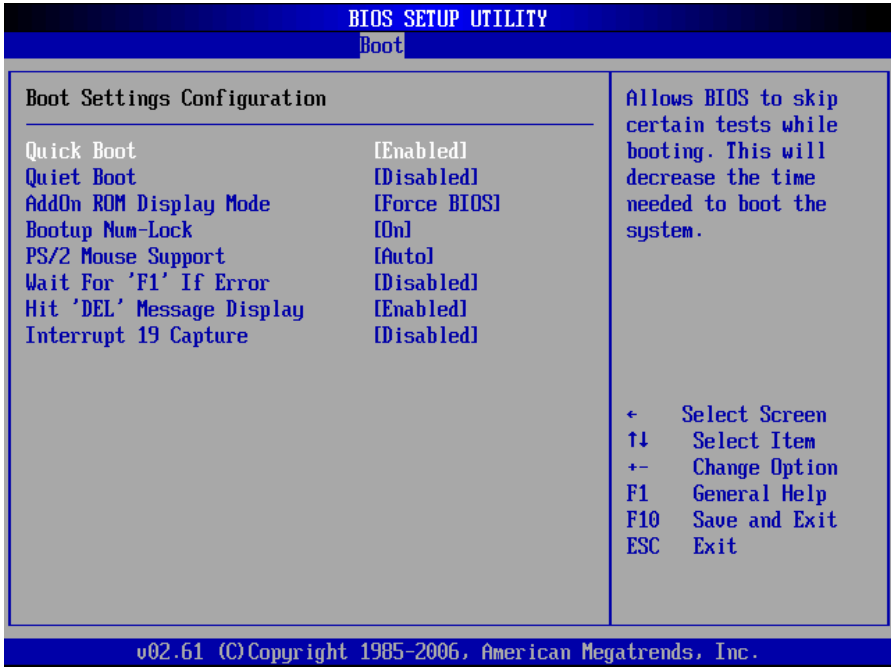 BIOS SETUP UTILITY
Boot
Boot Settings Configuration
Quick Boot [Enabled]
Quiet Boot [Disabled]
AddOn ROM Display Mode [Force BIOS]
Bootup Num-Lock [On]
PS/2 Mouse Support [Auto]
Wait For 'F1' If Error [Disabled]
Hit 'DEL' Message Display [Enabled]
Interrupt 19 Capture [Disabled]
Allows BIOS to skip
certain tests while
booting. This will
decrease the time
needed to boot the
system.
← Select Screen
↑↓ Select Item
+- Change Option
F1 General Help
F10 Save and Exit
ESC Exit
v02.61 (C)Copyright 1985-2006, American Megatrends, Inc.